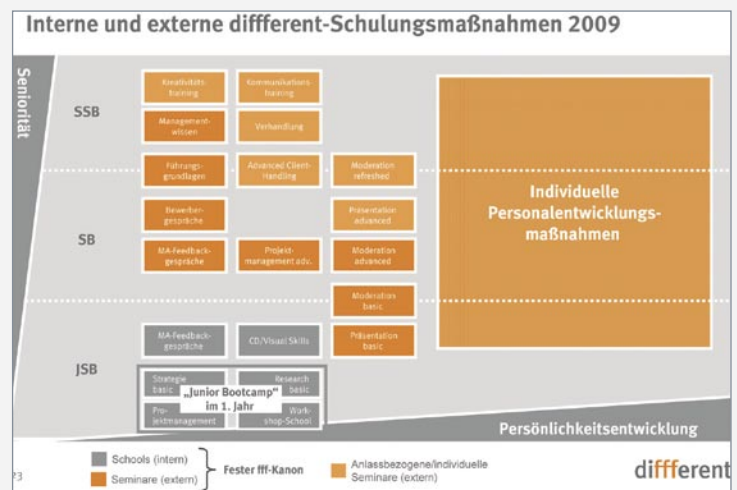 Interne und externe diffferent-Schulungsmaßnahmen 2009
Seniorität
SSB
Kreativitäts-
training
Kommunikations
training
Management-
wissen
Verhandlung
Führungs-
grundlagen
Advanced Client-
Handling
Moderation
refreshed
SB
Bewerber-
gespräche
Präsentation
advanced
MA-Feedback-
gespräche
Projekt-
management adv.
Moderation
advanced
Moderation
basic
JSB
MA-Feedback-
gespräche
CD/Visual Skills
Präsentation
basic
Strategie
basic
Research
basic
„Junior Bootcamp“
im 1. Jahr
Pro-
jektmanagement
Work-
shop-School
Individuelle
Personalentwicklungs-
maßnahmen
Persönlichkeitsentwicklung
Schools (intern)
Seminare (extern)
Fester fff-Kanon
Anlassbezogene/individuelle
Seminare (extern)
diffferent